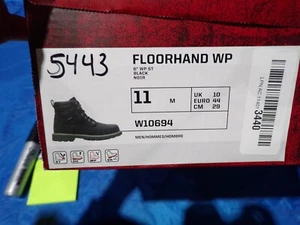 5443
FLOORHAND WP
6" WP ST
BLACK
NOIR
11 M
UK 10
EURO 44
CM 29
W10694
MEN/HOMMES/HOMBRE
3440